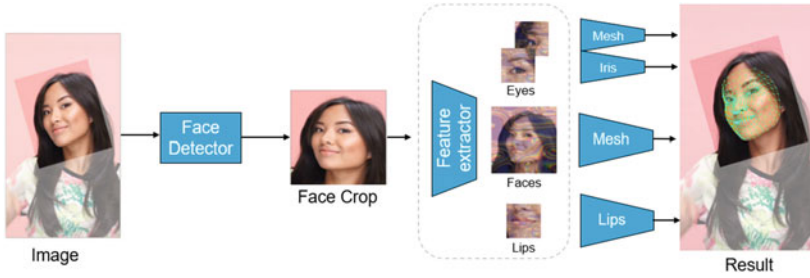 Image
Face
Detector
Face Crop
Feature
extractor
Eyes
Faces
Lips
Mesh
Iris
Mesh
Lips
Result